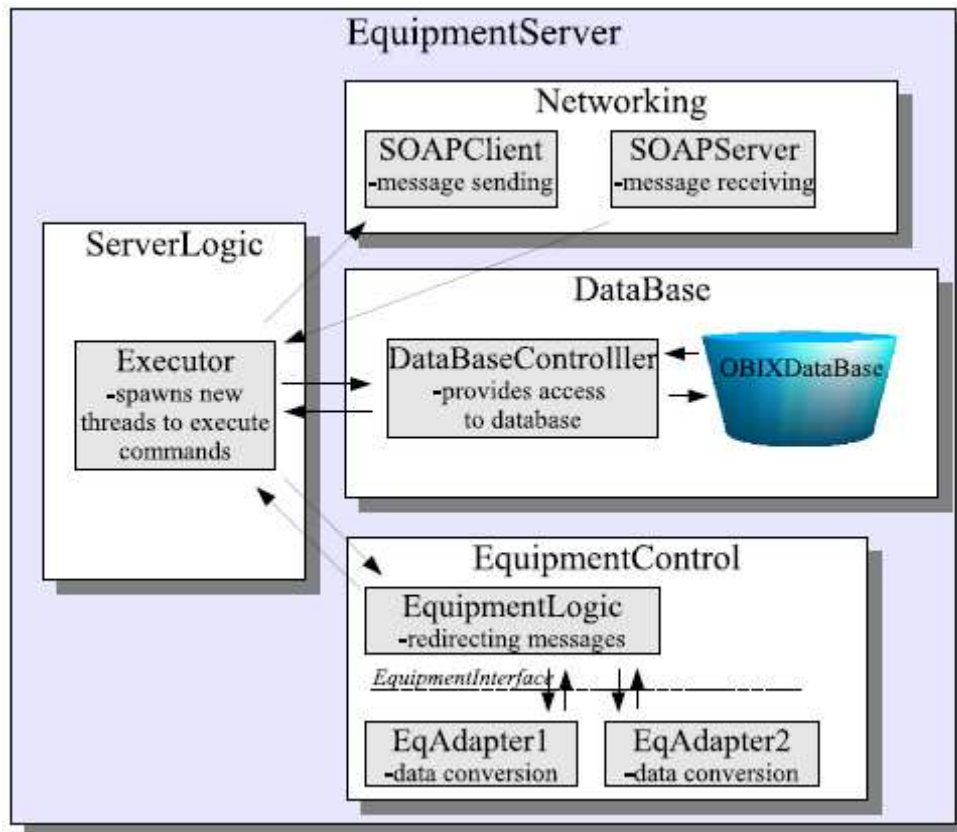 EquipmentServer
Networking
SOAPClient
-message sending
SOAPServer
-message receiving
ServerLogic
Executor
-spawns new
threads to execute
commands
DataBase
DataBaseControlller
-provides access
to database
OBIXDataBase
EquipmentControl
EquipmentLogic
-redirecting messages
EquipmentInterface
EqAdapter1
-data conversion
EqAdapter2
-data conversion